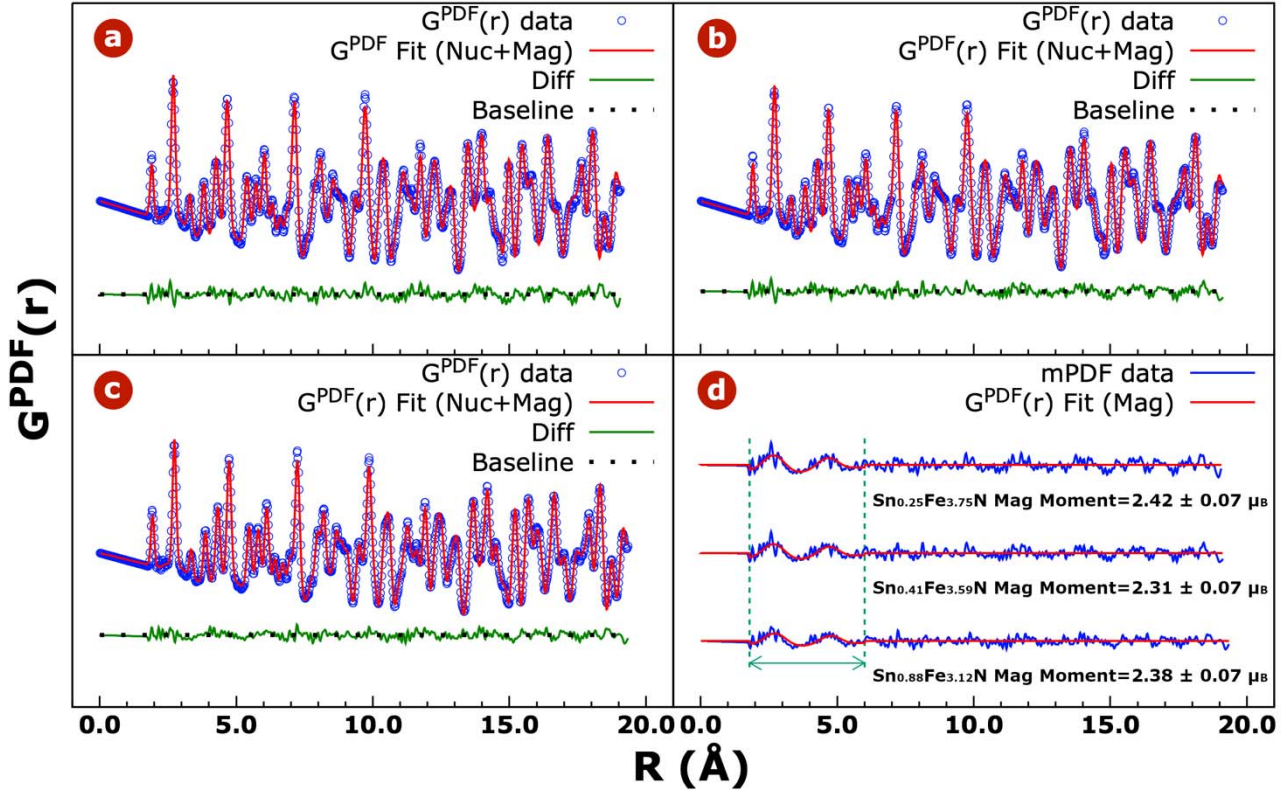 G^PDF(r)
a
G^PDF(r) data
G^PDF Fit (Nuc+Mag)
Diff
Baseline
b
G^PDF(r) data
G^PDF(r) Fit (Nuc+Mag)
Diff
Baseline
c
G^PDF(r) data
G^PDF(r) Fit (Nuc+Mag)
Diff
Baseline
d
mPDF data
G^PDF(r) Fit (Mag)
Sn₀.₂₅Fe₃.₇₅N Mag Moment=2.42 ± 0.07 μ_B
Sn₀.₄₁Fe₃.₅₉N Mag Moment=2.31 ± 0.07 μ_B
Sn₀.₈₈Fe₃.₁₂N Mag Moment=2.38 ± 0.07 μ_B
0.0 5.0 10.0 15.0 20.0 0.0 5.0 10.0 15.0 20.0
R (Å)